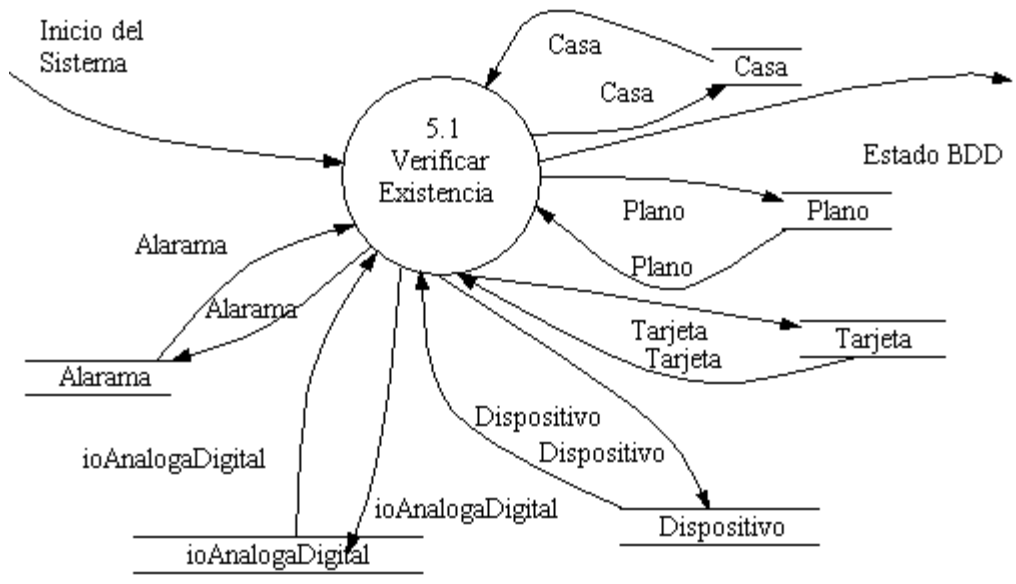 Inicio del
Sistema
Casa
Casa
Casa
5.1
Verificar
Existencia
Estado BDD
Plano
Plano
Plano
Alarama
Alarama
Alarama
Tarjeta
Tarjeta
Tarjeta
Dispositivo
Dispositivo
Dispositivo
ioAnalogaDigital
ioAnalogaDigital
ioAnalogaDigital